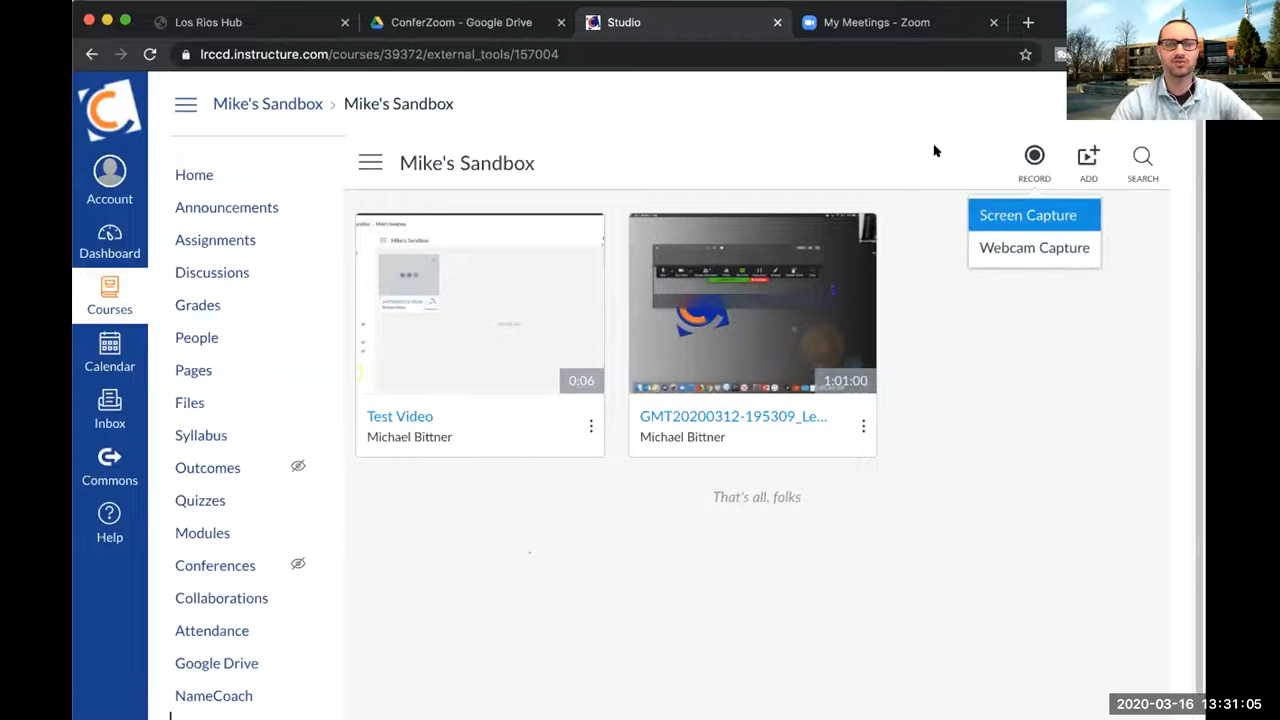 Los Rios Hub
ConferZoom - Google Drive
Studio
My Meetings - Zoom
lrccd.instructure.com/courses/39372/external_tools/157004
Mike's Sandbox › Mike's Sandbox
Account
Dashboard
Courses
Calendar
Inbox
Commons
Help
Home
Announcements
Assignments
Discussions
Grades
People
Pages
Files
Syllabus
Outcomes
Quizzes
Modules
Conferences
Collaborations
Attendance
Google Drive
NameCoach
Mike's Sandbox
RECORD
ADD
SEARCH
Screen Capture
Webcam Capture
Mike's Sandbox
0:06
Test Video
Michael Bittner
1:01:00
GMT20200312-195309_Le...
Michael Bittner
That's all, folks
2020-03-16 13:31:05